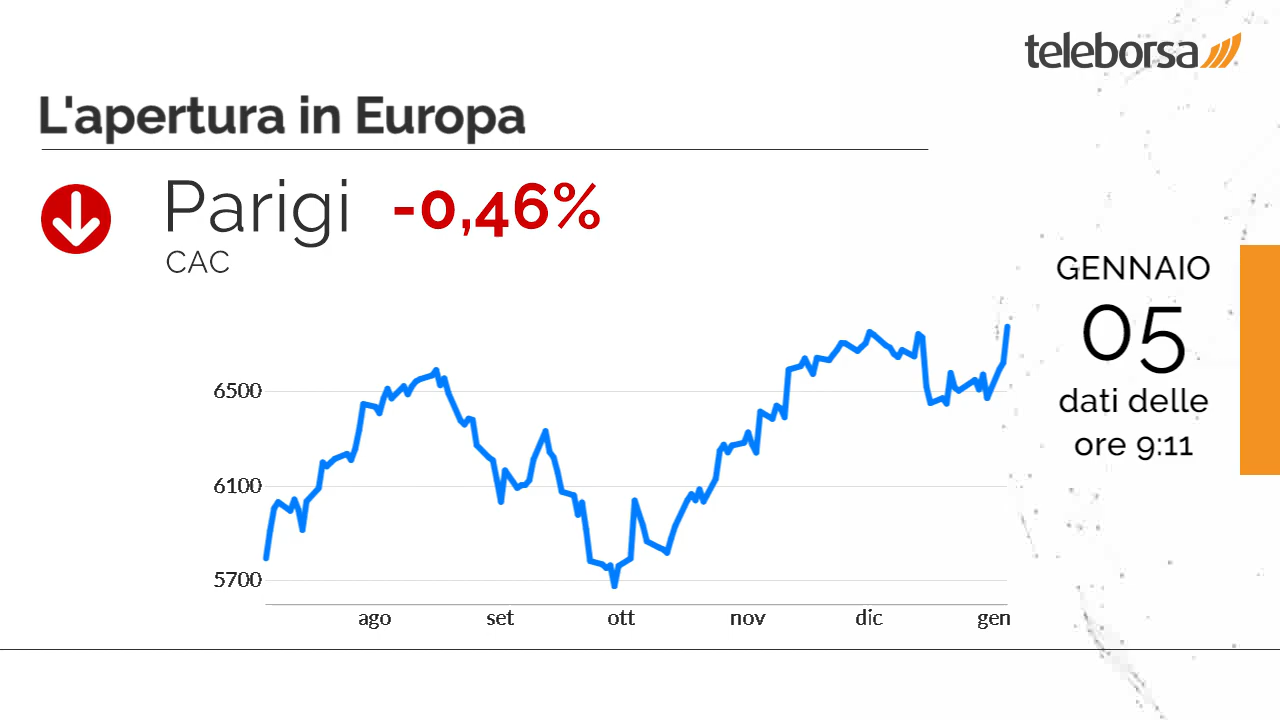 teleborsa
L'apertura in Europa
Parigi -0,46%
CAC
GENNAIO
05
dati delle
ore 9:11
6500
6100
5700
ago set ott nov dic gen